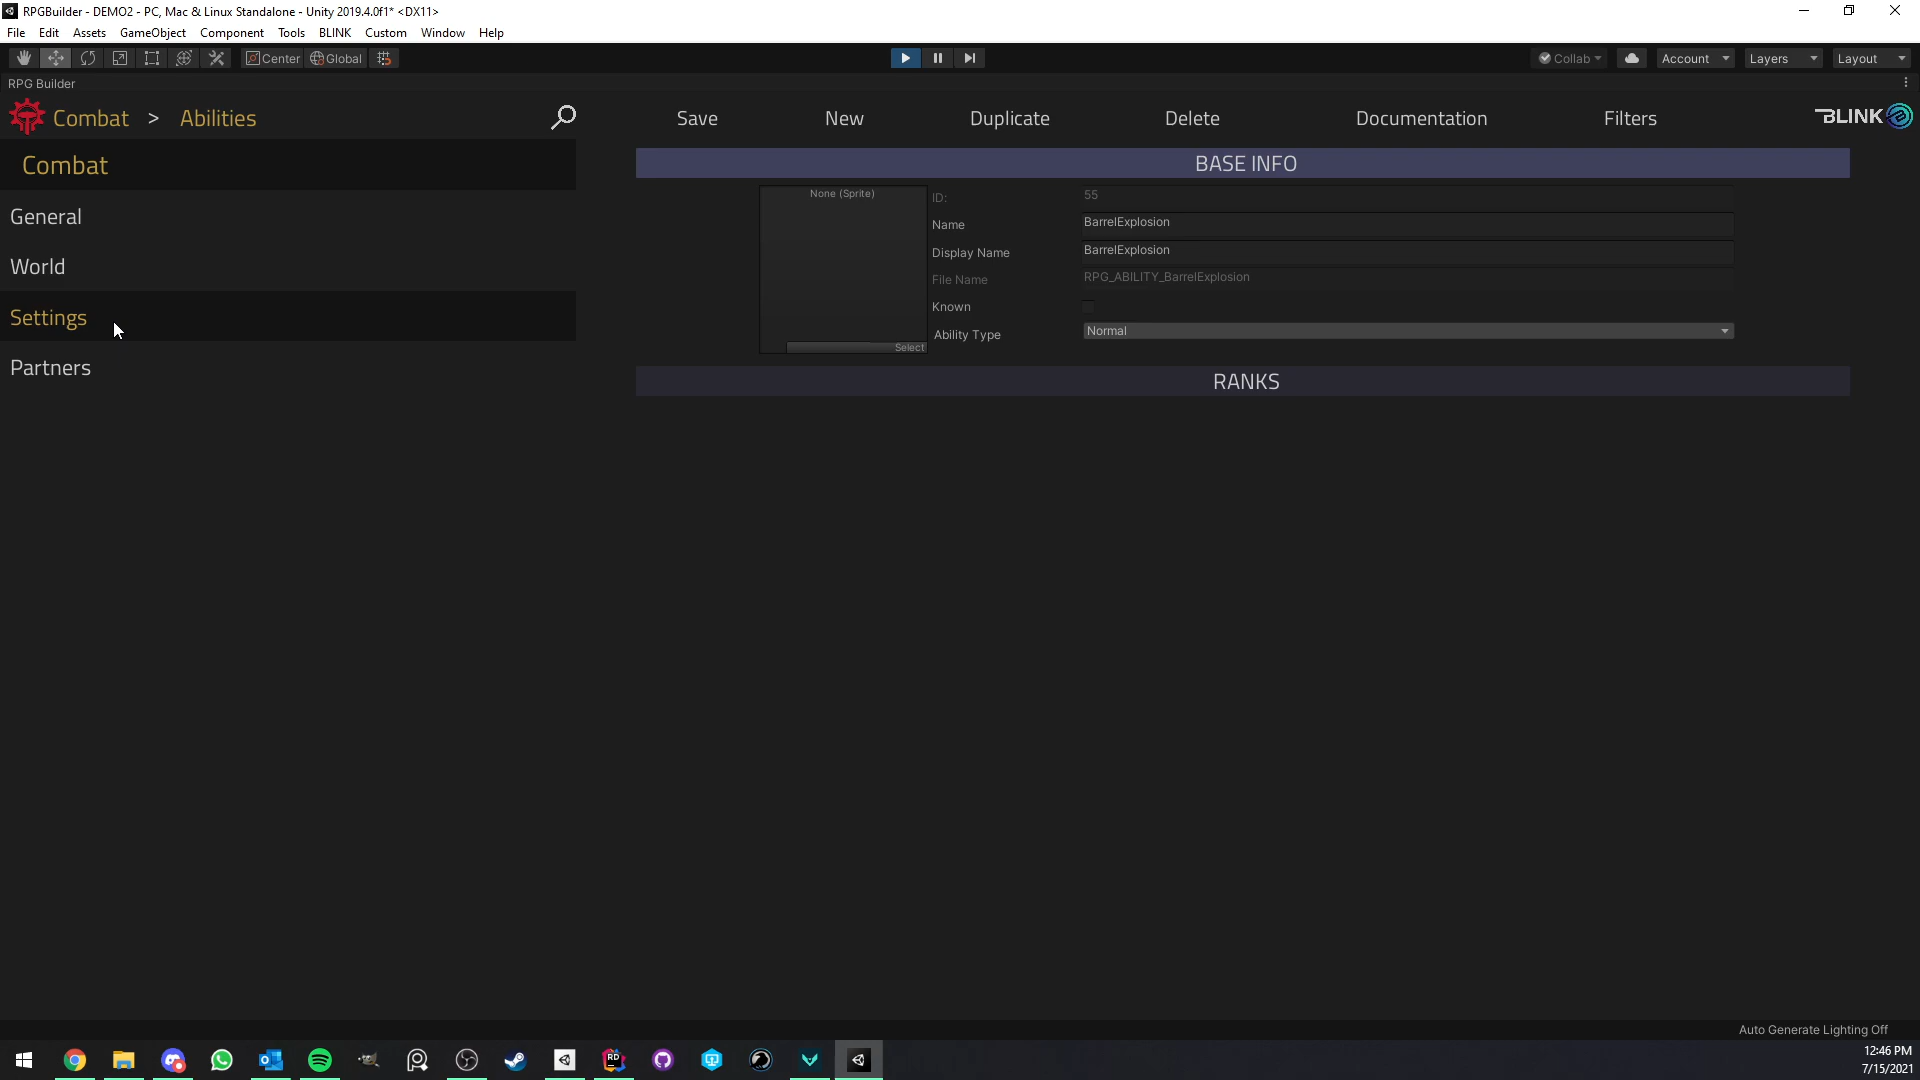 RPGBuilder - DEMO2 - PC, Mac & Linux Standalone - Unity 2019.4.0f1* <DX11>
File Edit Assets GameObject Component Tools BLINK Custom Window Help
Center Global Collab Account Layers Layout
RPG Builder
Combat > Abilities Save New Duplicate Delete Documentation Filters BLINK
Combat
General
World
Settings
Partners
BASE INFO
None (Sprite)
Select
ID: 55
Name BarrelExplosion
Display Name BarrelExplosion
File Name RPG_ABILITY_BarrelExplosion
Known
Ability Type Normal
RANKS
Auto Generate Lighting Off
RD
12:46 PM
7/15/2021